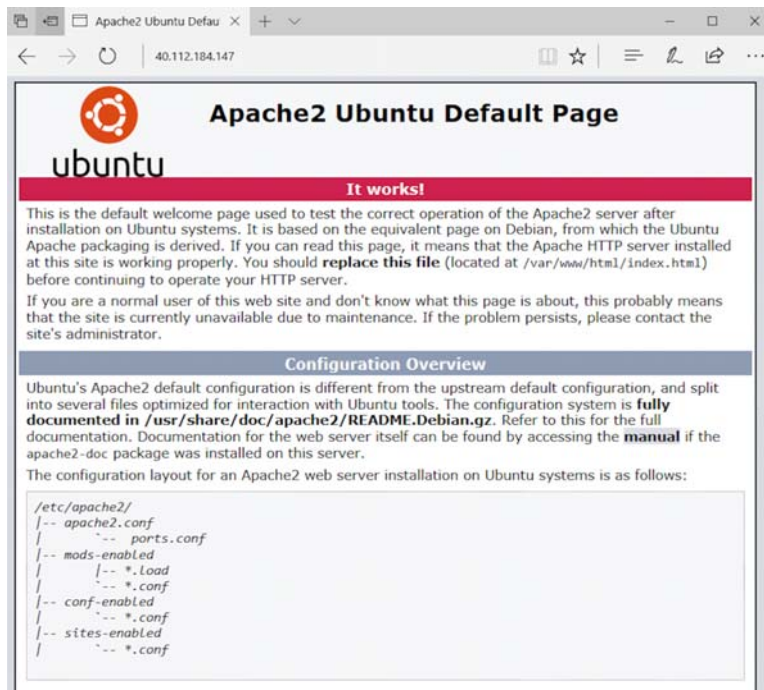 Apache2 Ubuntu Defau
40.112.184.147
Apache2 Ubuntu Default Page
ubuntu
It works!
This is the default welcome page used to test the correct operation of the Apache2 server after
installation on Ubuntu systems. It is based on the equivalent page on Debian, from which the Ubuntu
Apache packaging is derived. If you can read this page, it means that the Apache HTTP server installed
at this site is working properly. You should replace this file (located at /var/www/html/index.html)
before continuing to operate your HTTP server.
If you are a normal user of this web site and don't know what this page is about, this probably means
that the site is currently unavailable due to maintenance. If the problem persists, please contact the
site's administrator.
Configuration Overview
Ubuntu's Apache2 default configuration is different from the upstream default configuration, and split
into several files optimized for interaction with Ubuntu tools. The configuration system is fully
documented in /usr/share/doc/apache2/README.Debian.gz. Refer to this for the full
documentation. Documentation for the web server itself can be found by accessing the manual if the
apache2-doc package was installed on this server.
The configuration layout for an Apache2 web server installation on Ubuntu systems is as follows:
/etc/apache2/
|-- apache2.conf
|       `--  ports.conf
|-- mods-enabled
|       |-- *.load
|       `-- *.conf
|-- conf-enabled
|       `-- *.conf
|-- sites-enabled
|       `-- *.conf